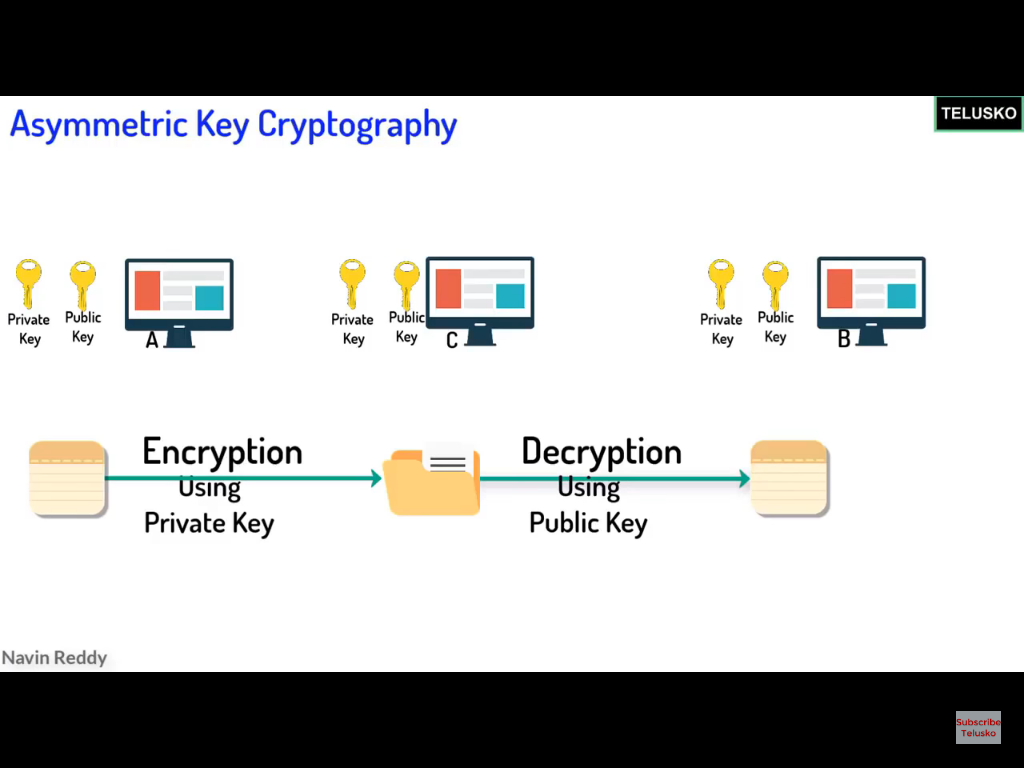 Asymmetric Key Cryptography
TELUSKO
Private
Key
Public
Key
A
Private
Key
Public
Key
C
Private
Key
Public
Key
B
Encryption
Using
Private Key
Decryption
Using
Public Key
Navin Reddy
Subscribe
Telusko